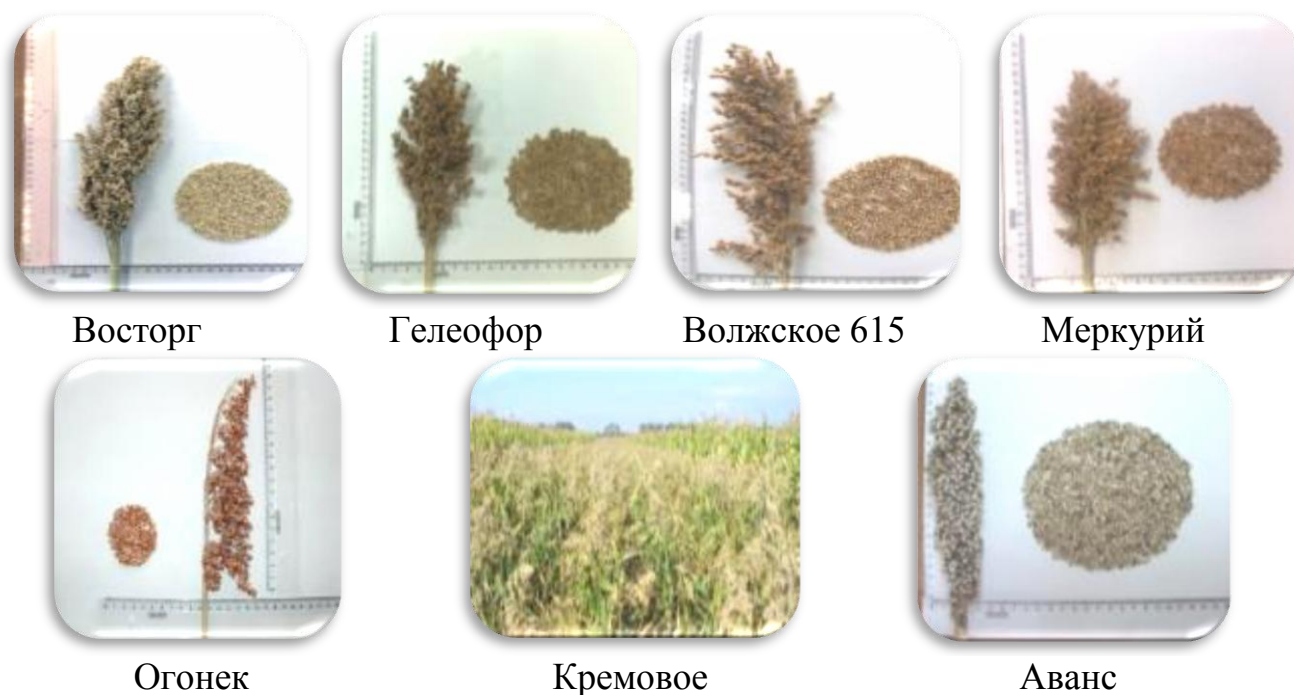 Восторг Гелеофор Волжское 615 Меркурий
Огонек Кремовое Аванс